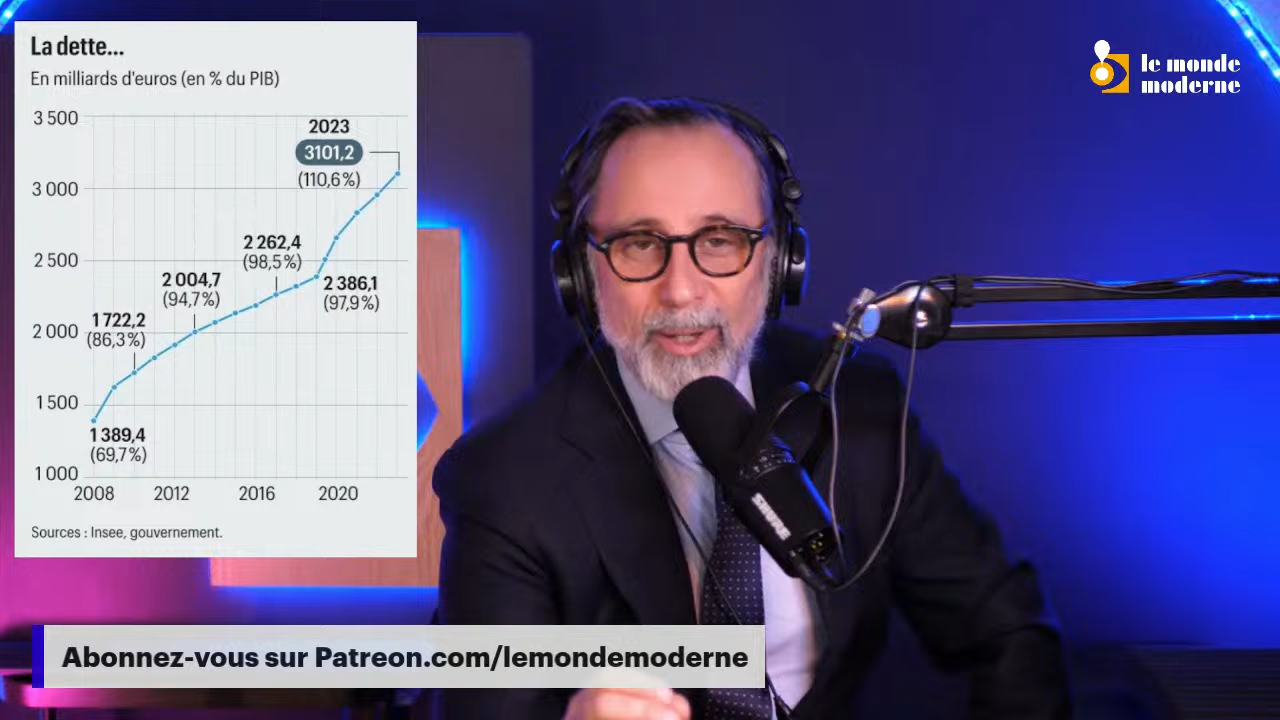 La dette...
En milliards d'euros (en % du PIB)
3 500
2023
3101,2
(110,6%)
3 000
2 262,4
(98,5%)
2 500
2 004,7
(94,7%)
2 386,1
(97,9%)
1 722,2
(86,3%)
2 000
1 500
1 389,4
(69,7%)
1 000
2008 2012 2016 2020
Sources : Insee, gouvernement.
le monde
moderne
SHURE
Abonnez-vous sur Patreon.com/lemondemoderne